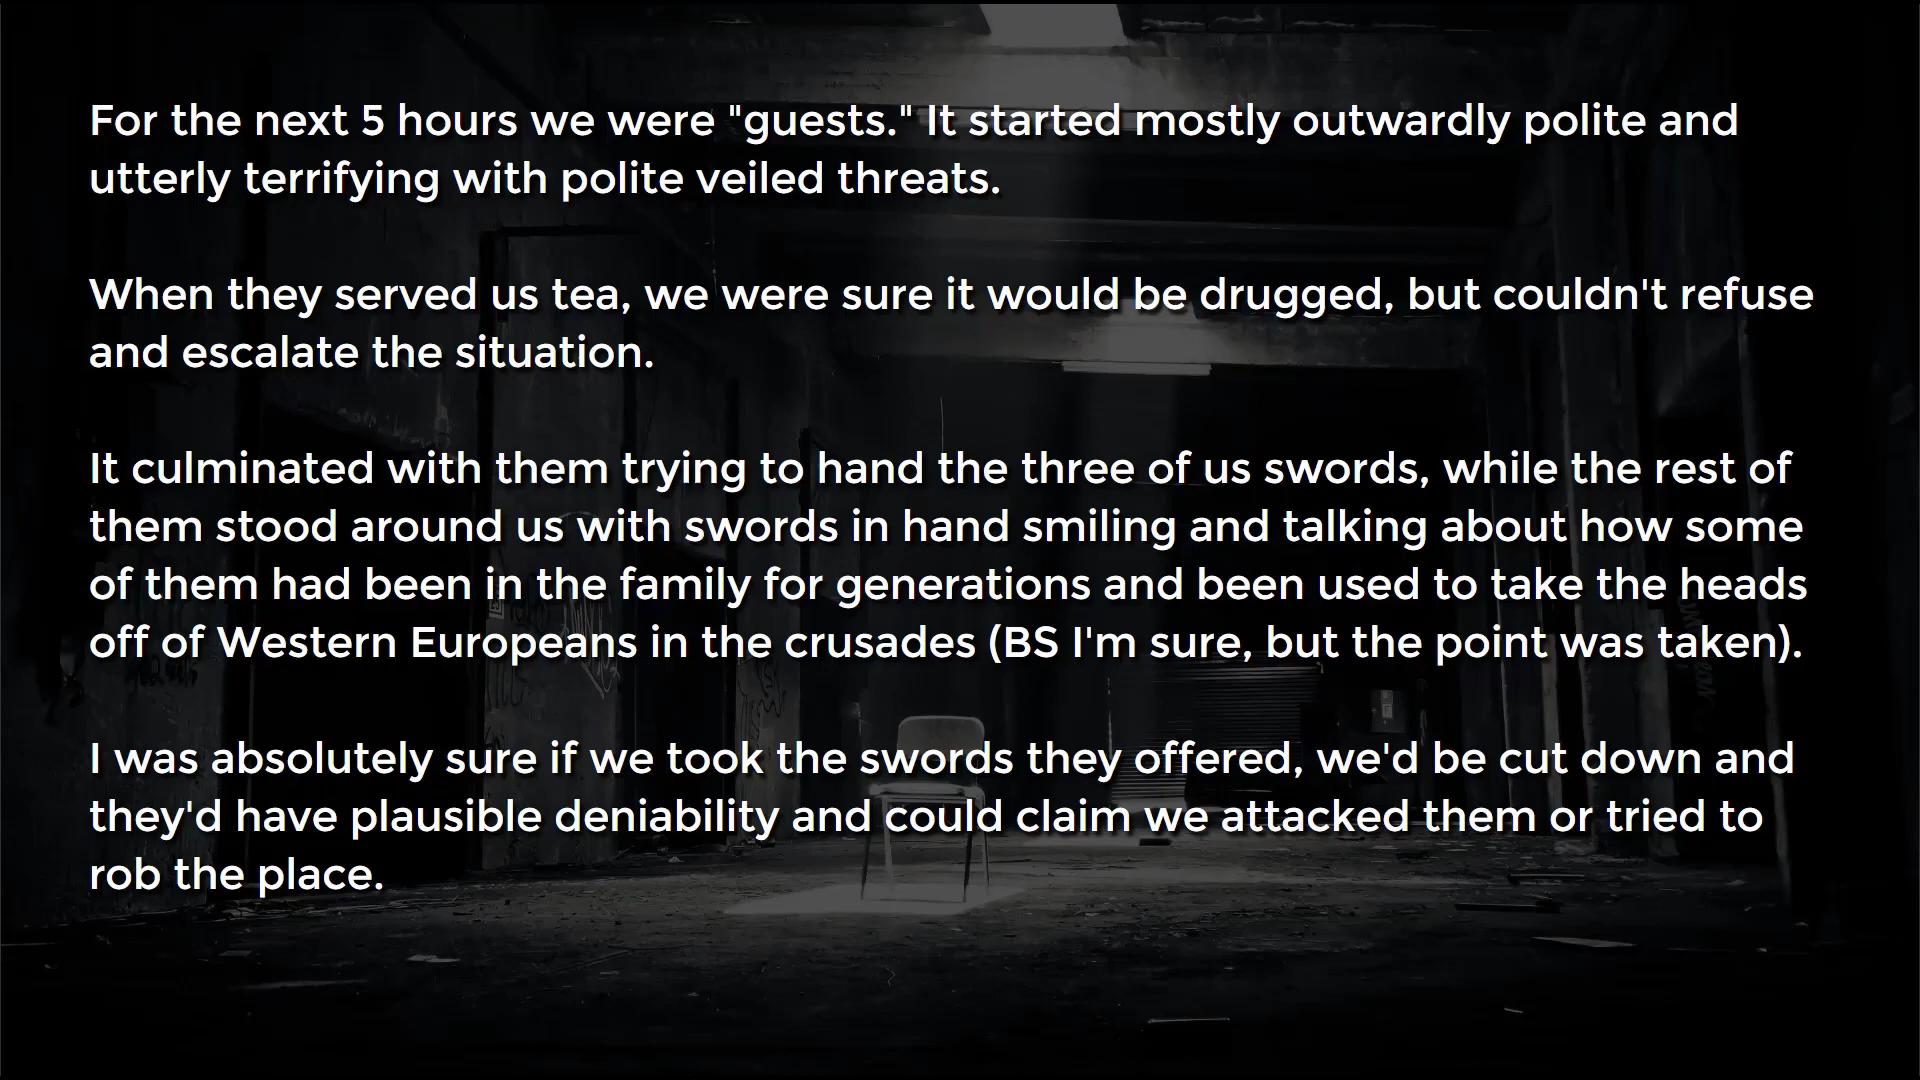 For the next 5 hours we were "guests." It started mostly outwardly polite and
utterly terrifying with polite veiled threats.
When they served us tea, we were sure it would be drugged, but couldn't refuse
and escalate the situation.
It culminated with them trying to hand the three of us swords, while the rest of
them stood around us with swords in hand smiling and talking about how some
of them had been in the family for generations and been used to take the heads
off of Western Europeans in the crusades (BS I'm sure, but the point was taken).
I was absolutely sure if we took the swords they offered, we'd be cut down and
they'd have plausible deniability and could claim we attacked them or tried to
rob the place.